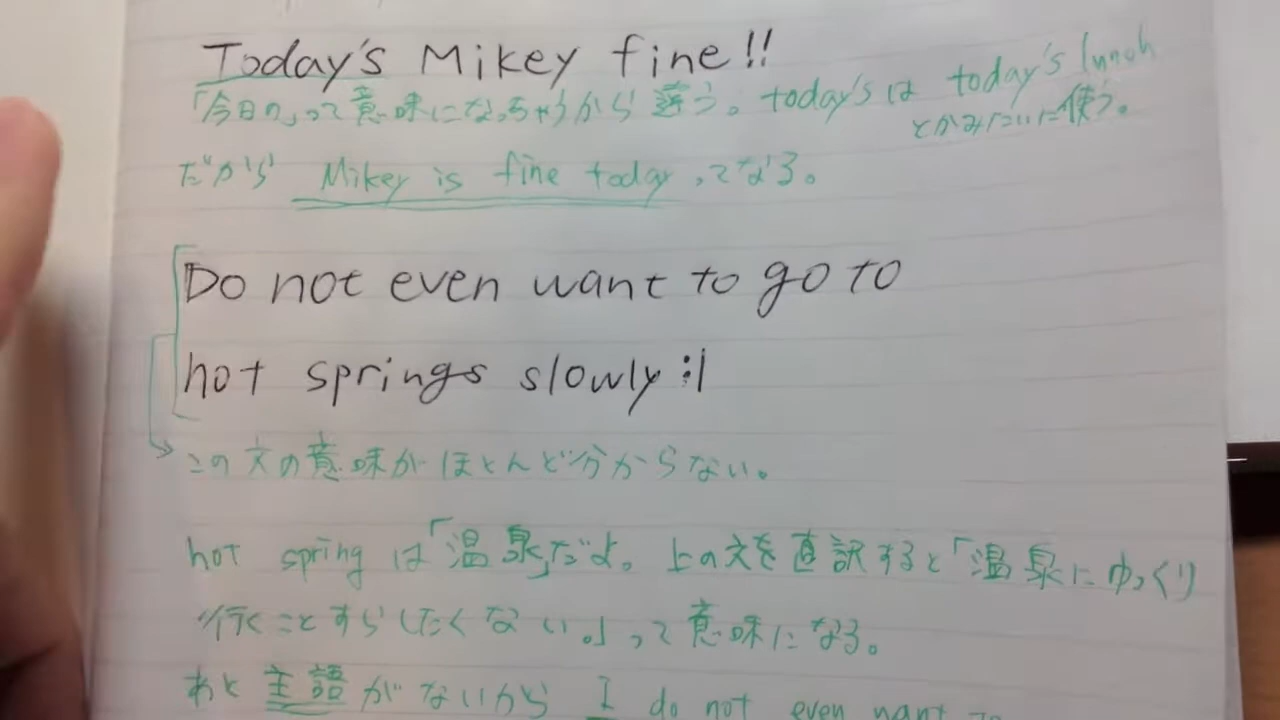 Today's Mikey fine!!
「今日の」って意味になっちゃうから違う。today'sは today's lunch
とかみたいに使う。
だから Mikey is fine today ってなる。
Do not even want to go to
hot springs slowly :|
この文の意味がほとんど分からない。
hot spring は「温泉」だよ。上の文を直訳すると「温泉にゆっくり
行くことすらしたくない。」って意味になる。
あと主語がないから I do not even want to